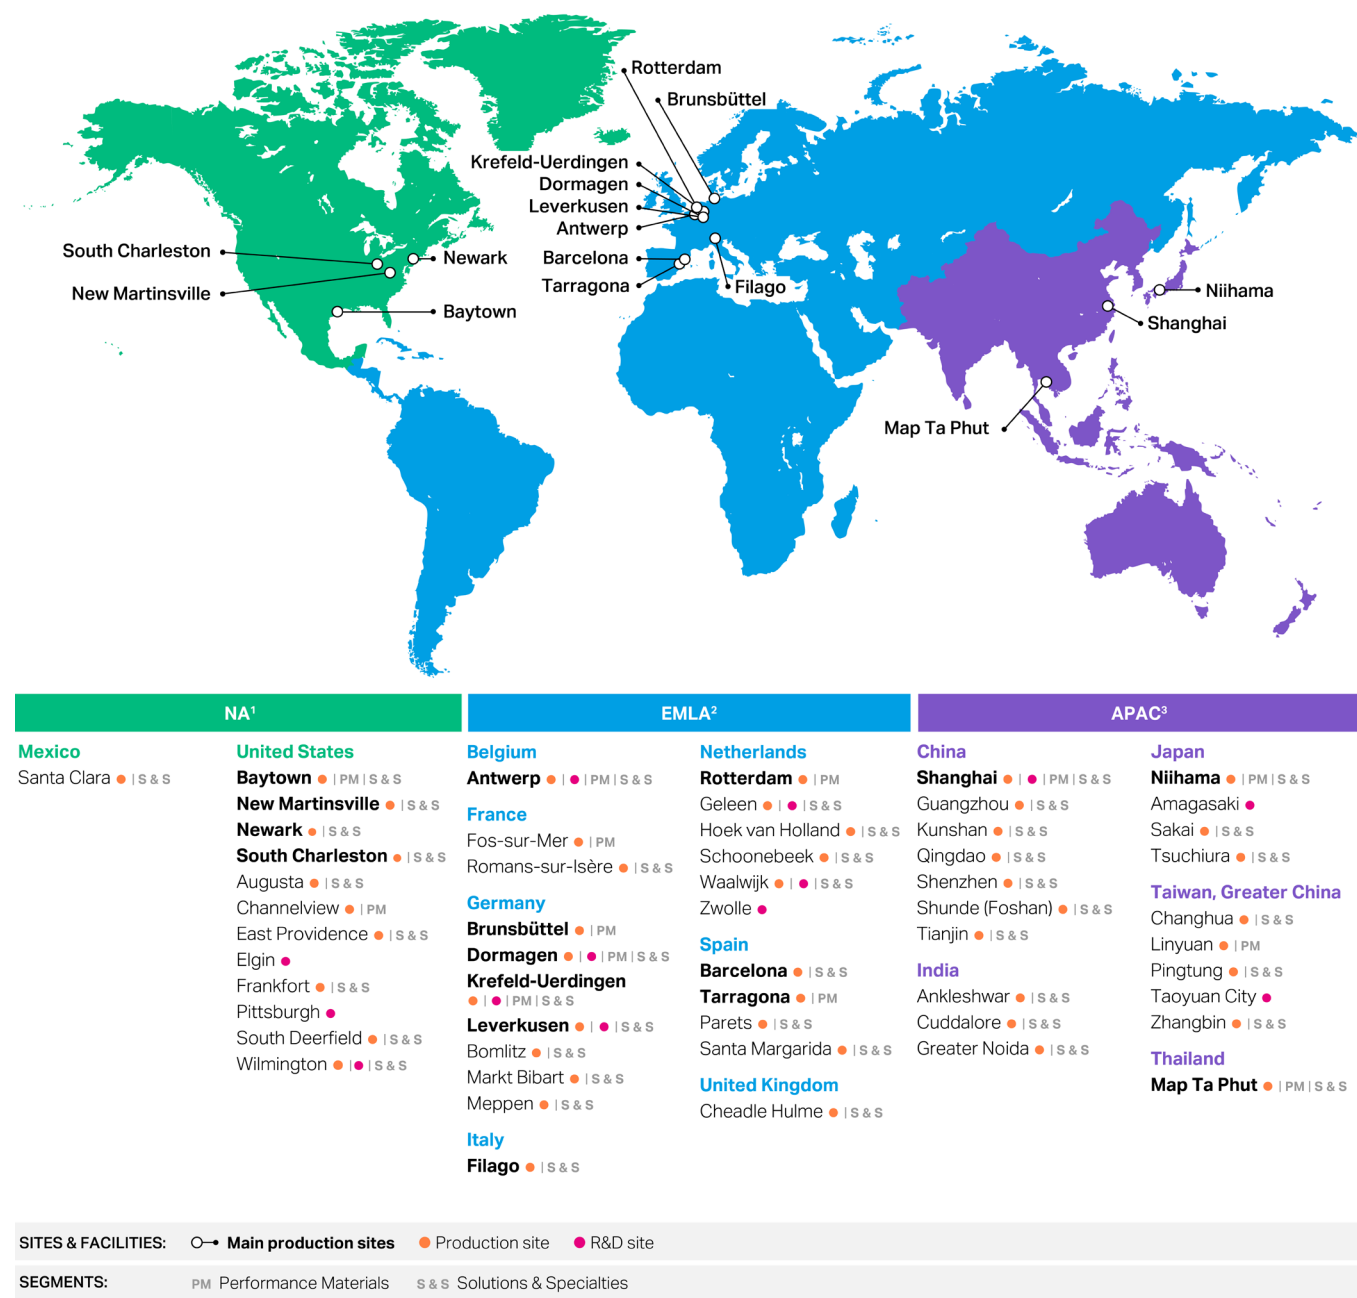 Rotterdam
Brunsbüttel
Krefeld-Uerdingen
Dormagen
Leverkusen
Antwerp
Barcelona
Tarragona
Filago
South Charleston
New Martinsville
Newark
Baytown
Niihama
Shanghai
Map Ta Phut
NA¹
Mexico
Santa Clara | S & S
United States
Baytown | PM | S & S
New Martinsville | S & S
Newark | S & S
South Charleston | S & S
Augusta | S & S
Channelview | PM
East Providence | S & S
Elgin
Frankfort | S & S
Pittsburgh
South Deerfield | S & S
Wilmington | | S & S
EMLA²
Belgium
Antwerp | | PM | S & S
France
Fos-sur-Mer | PM
Romans-sur-Isère | S & S
Germany
Brunsbüttel | PM
Dormagen | | PM | S & S
Krefeld-Uerdingen
| | PM | S & S
Leverkusen | | S & S
Bomlitz | S & S
Markt Bibart | S & S
Meppen | S & S
Italy
Filago | S & S
Netherlands
Rotterdam | PM
Geleen | | S & S
Hoek van Holland | S & S
Schoonebeek | S & S
Waalwijk | | S & S
Zwolle
Spain
Barcelona | S & S
Tarragona | PM
Parets | S & S
Santa Margarida | S & S
United Kingdom
Cheadle Hulme | S & S
APAC³
China
Shanghai | | PM | S & S
Guangzhou | S & S
Kunshan | S & S
Qingdao | S & S
Shenzhen | S & S
Shunde (Foshan) | S & S
Tianjin | S & S
India
Ankleshwar | S & S
Cuddalore | S & S
Greater Noida | S & S
Japan
Niihama | PM | S & S
Amagasaki
Sakai | S & S
Tsuchiura | S & S
Taiwan, Greater China
Changhua | S & S
Linyuan | PM
Pingtung | S & S
Taoyuan City
Zhangbin | S & S
Thailand
Map Ta Phut | PM | S & S
SITES & FACILITIES: Main production sites Production site R&D site
SEGMENTS: PM Performance Materials S & S Solutions & Specialties